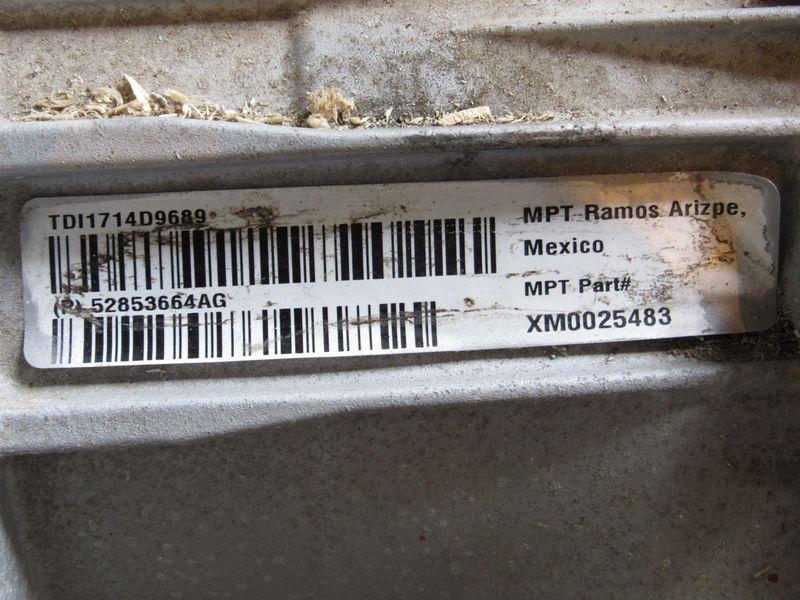 TDI1714D9689
(P) 52853664AG
MPT-Ramos Arizpe,
Mexico
MPT Part#
XM0025483